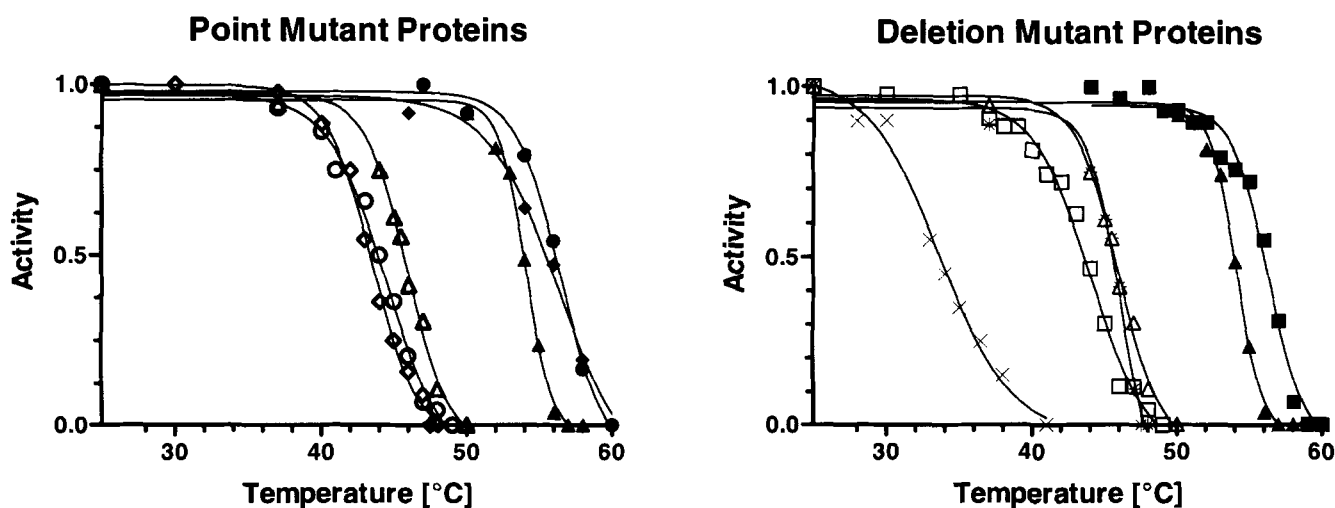 Point Mutant Proteins
1.0
0.5
0.0
Activity
30 40 50 60
Temperature [°C]
Deletion Mutant Proteins
1.0
0.5
0.0
Activity
30 40 50 60
Temperature [°C]